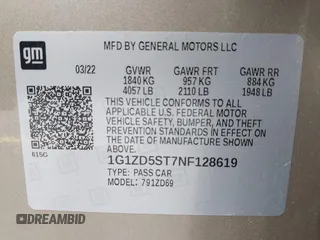 gm
MFD BY GENERAL MOTORS LLC
03/22 GVWR GAWR FRT GAWR RR
1840 KG 957 KG 884 KG
4057 LB 2110 LB 1948 LB
THIS VEHICLE CONFORMS TO ALL
APPLICABLE U.S. FEDERAL MOTOR
VEHICLE SAFETY, BUMPER, AND THEFT
PREVENTION STANDARDS IN EFFECT
ON THE DATE OF MANUFACTURE
SHOWN ABOVE.
615G
1G1ZD5ST7NF128619
TYPE: PASS CAR
MODEL: 791ZD69
DREAMBID